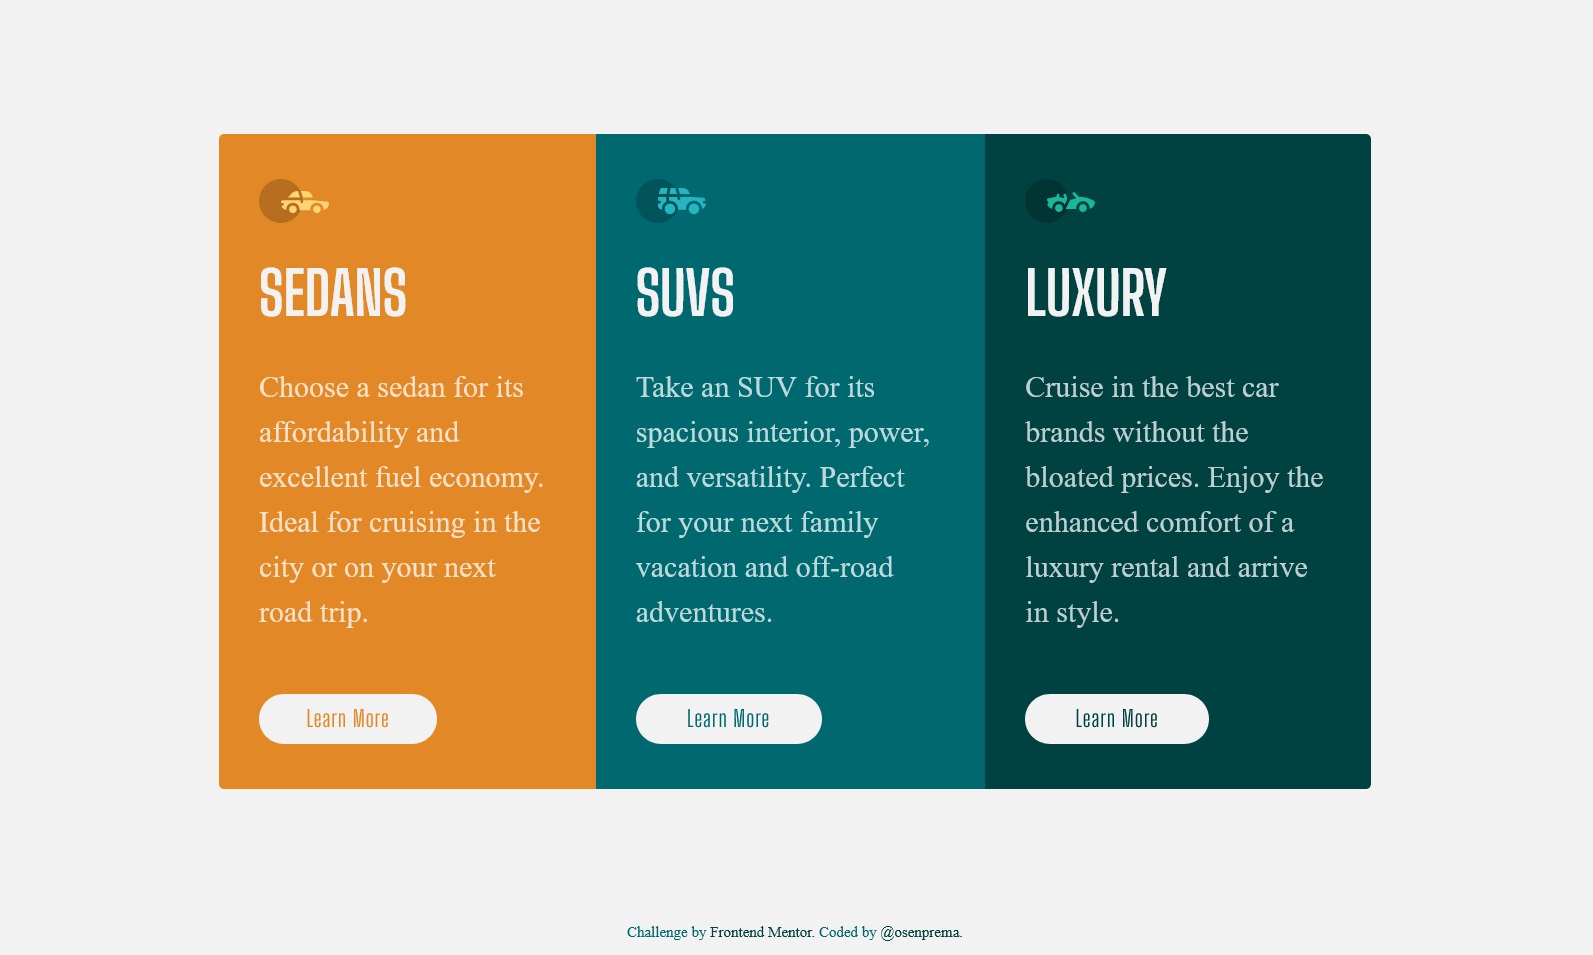 SEDANS
Choose a sedan for its
affordability and
excellent fuel economy.
Ideal for cruising in the
city or on your next
road trip.
Learn More
SUVS
Take an SUV for its
spacious interior, power,
and versatility. Perfect
for your next family
vacation and off-road
adventures.
Learn More
LUXURY
Cruise in the best car
brands without the
bloated prices. Enjoy the
enhanced comfort of a
luxury rental and arrive
in style.
Learn More
Challenge by Frontend Mentor. Coded by @osenprema.